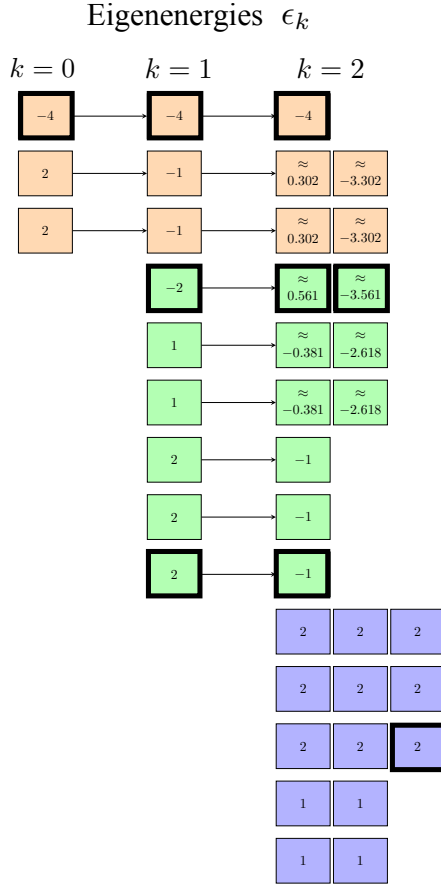 Eigenenergies ϵₖ
k = 0 k = 1 k = 2
−4 −4 −4
2 −1 ≈ 0.302 ≈ −3.302
2 −1 ≈ 0.302 ≈ −3.302
−2 ≈ 0.561 ≈ −3.561
1 ≈ −0.381 ≈ −2.618
1 ≈ −0.381 ≈ −2.618
2 −1
2 −1
2 −1
2 2 2
2 2 2
2 2 2
1 1
1 1